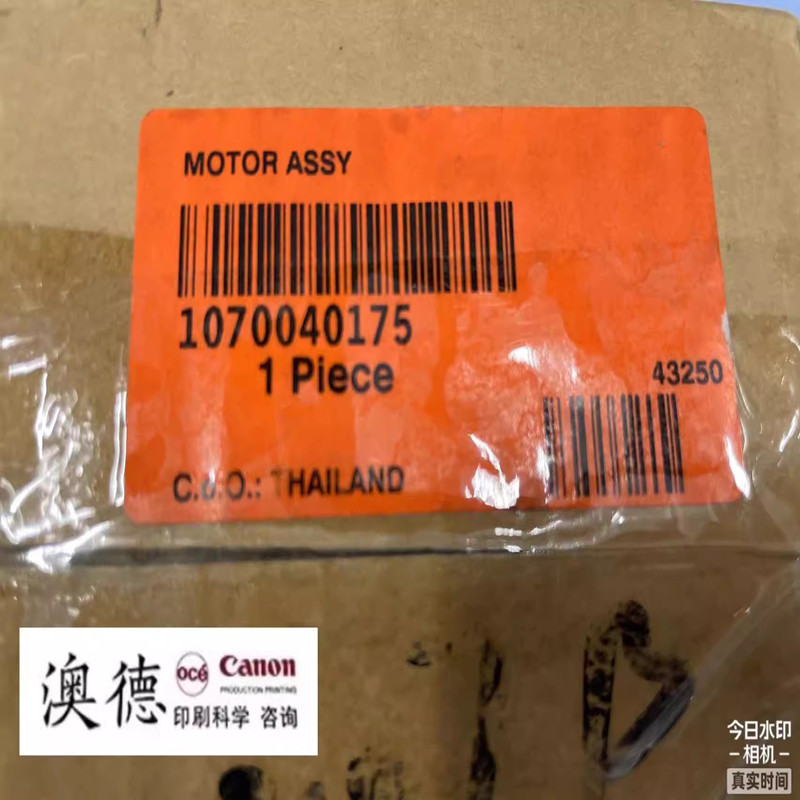 MOTOR ASSY
1070040175
1 Piece
43250
C.o.O.: THAILAND
澳德
océ
Canon
PRODUCTION PRINTING
印刷科学 咨询
今日水印
相机
真实时间